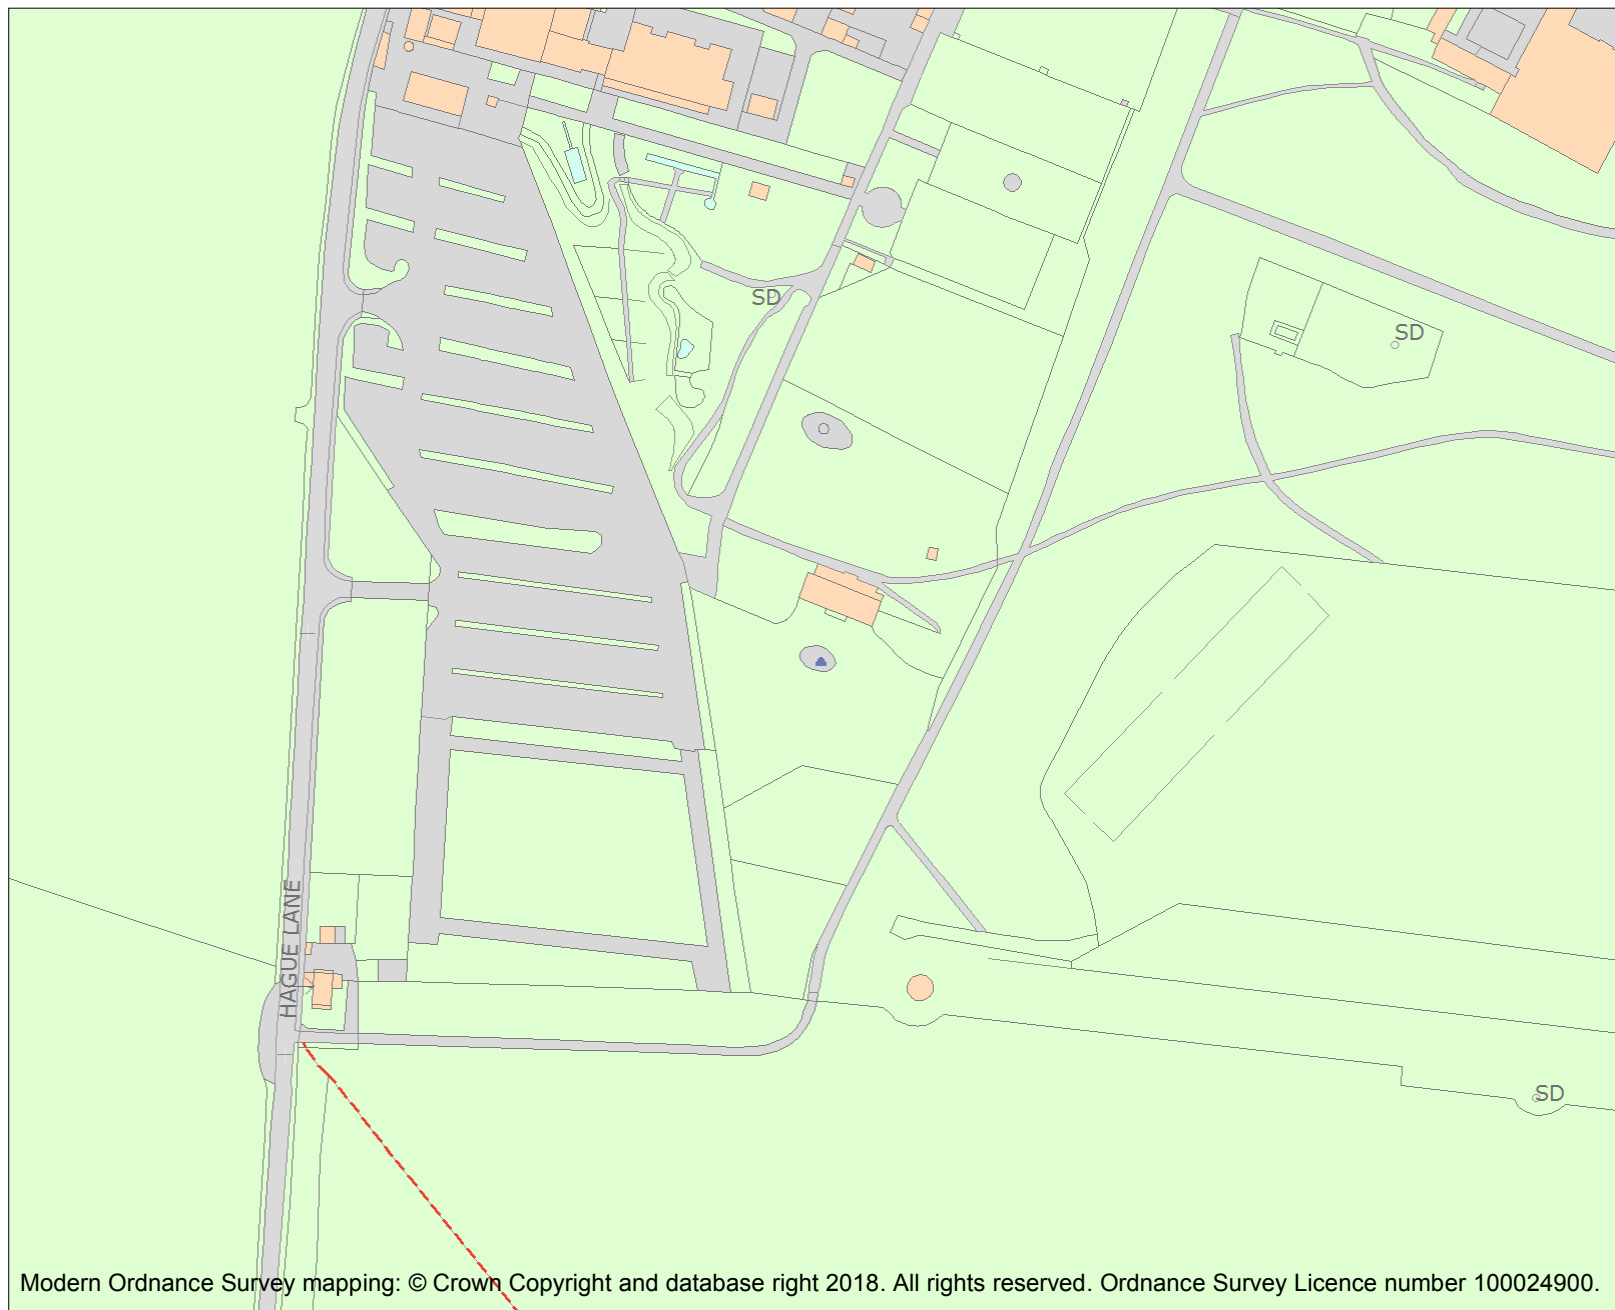 SD
SD
HAGUE LANE
SD
Modern Ordnance Survey mapping: © Crown Copyright and database right 2018. All rights reserved. Ordnance Survey Licence number 100024900.